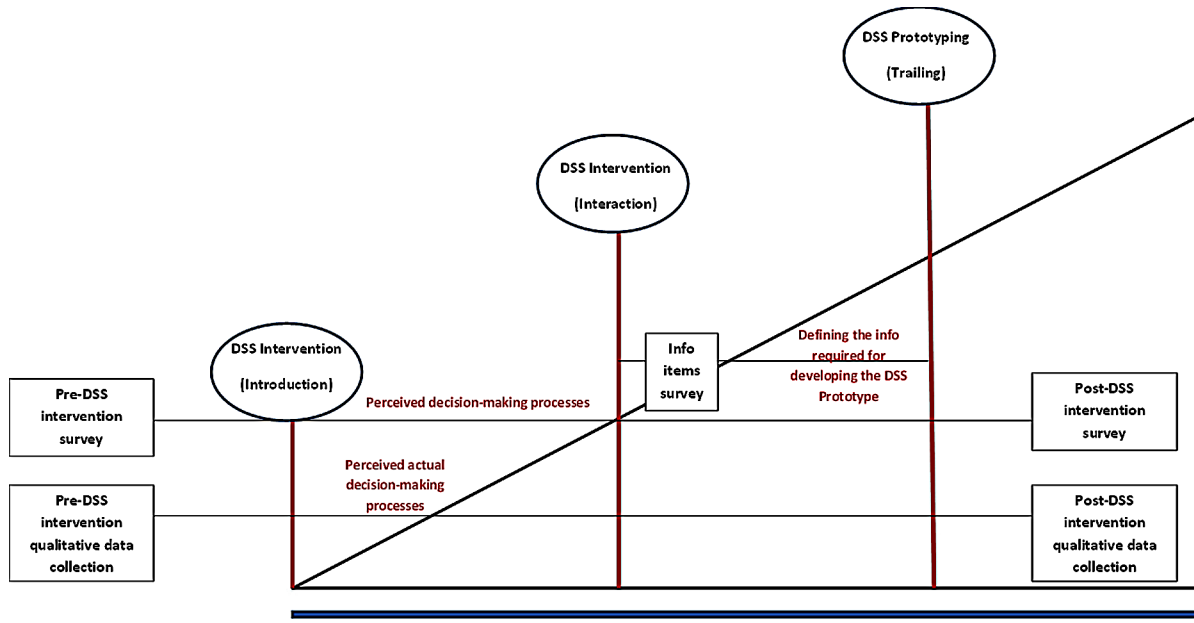 DSS Prototyping
(Trailing)
DSS Intervention
(Interaction)
DSS Intervention
(Introduction)
Info
items
survey
Defining the info
required for
developing the DSS
Prototype
Pre-DSS
intervention
survey
Perceived decision-making processes
Post-DSS
intervention
survey
Perceived actual
decision-making
processes
Pre-DSS
intervention
qualitative data
collection
Post-DSS
intervention
qualitative data
collection